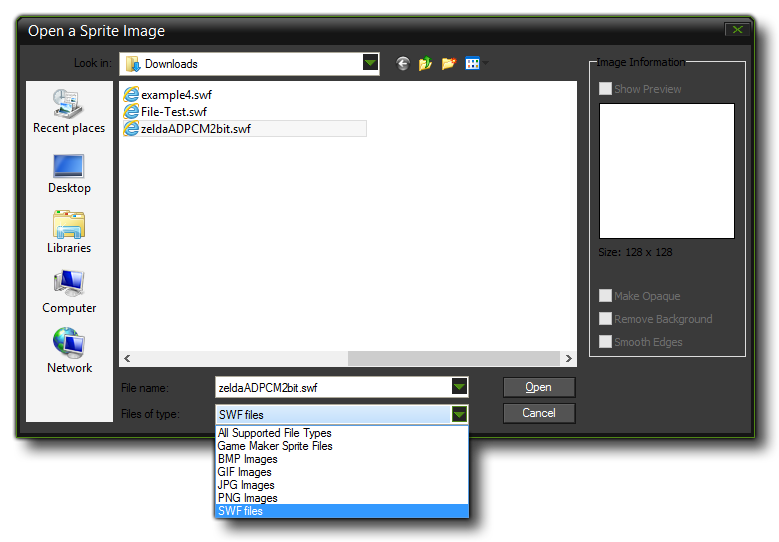 Open a Sprite Image
Look in:
Downloads
Recent places
Desktop
Libraries
Computer
Network
example4.swf
File-Test.swf
zeldaADPCM2bit.swf
Image Information
Show Preview
Size: 128 x 128
Make Opaque
Remove Background
Smooth Edges
File name:
zeldaADPCM2bit.swf
Open
Files of type:
SWF files
Cancel
All Supported File Types
Game Maker Sprite Files
BMP Images
GIF Images
JPG Images
PNG Images
SWF files